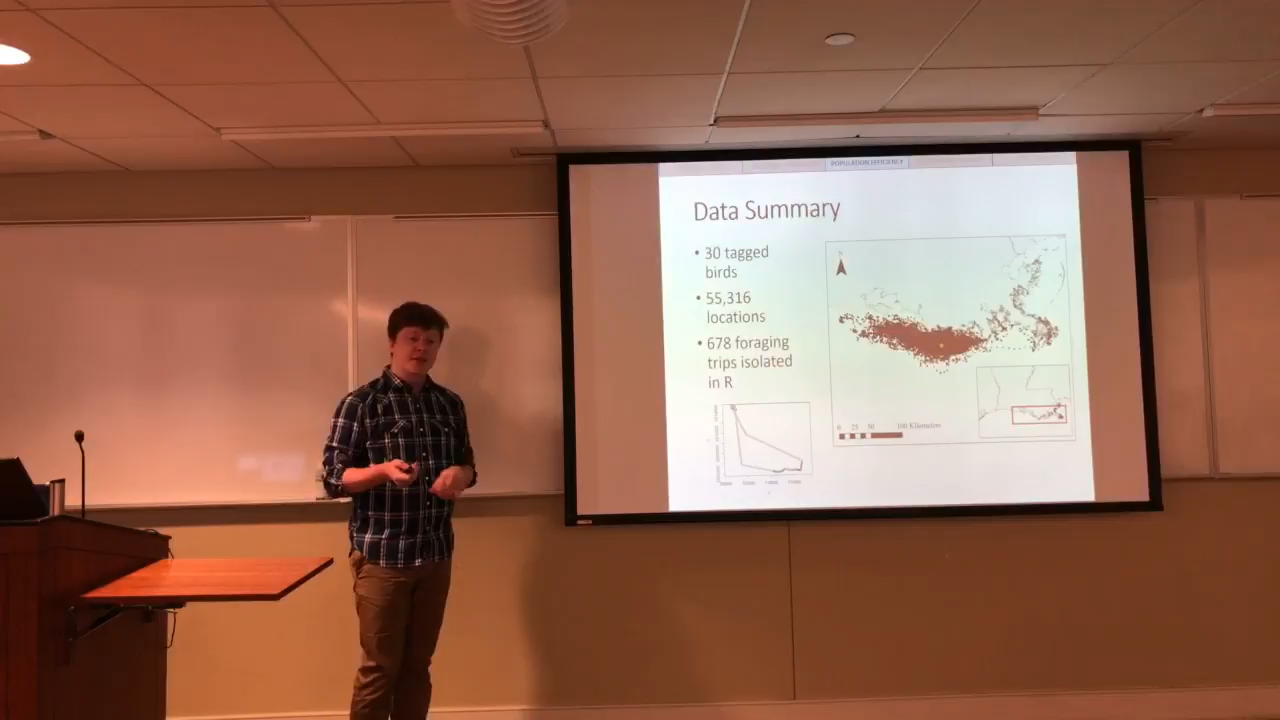 POPULATION EFFICIENCY
Data Summary
• 30 tagged
birds
• 55,316
locations
• 678 foraging
trips isolated
in R
N
0 25 50 100 Kilometers